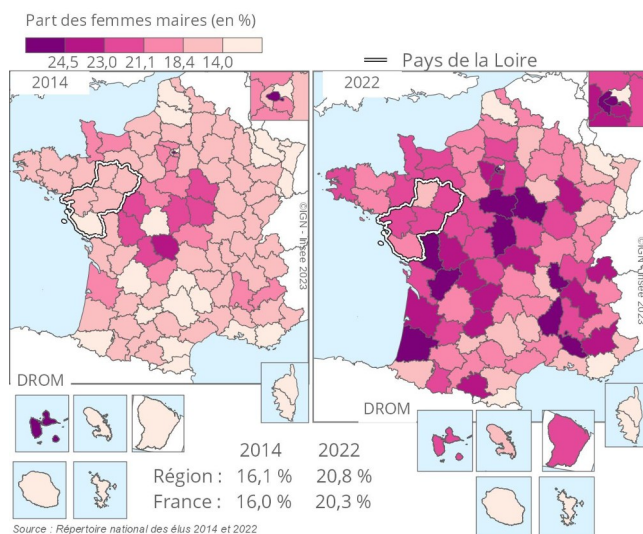 Part des femmes maires (en %)
24,5 23,0 21,1 18,4 14,0
Pays de la Loire
2014
2022
©IGN - Insee 2023
©IGN - Insee 2023
DROM
DROM
2014 2022
Région : 16,1 % 20,8 %
France : 16,0 % 20,3 %
Source : Répertoire national des élus 2014 et 2022